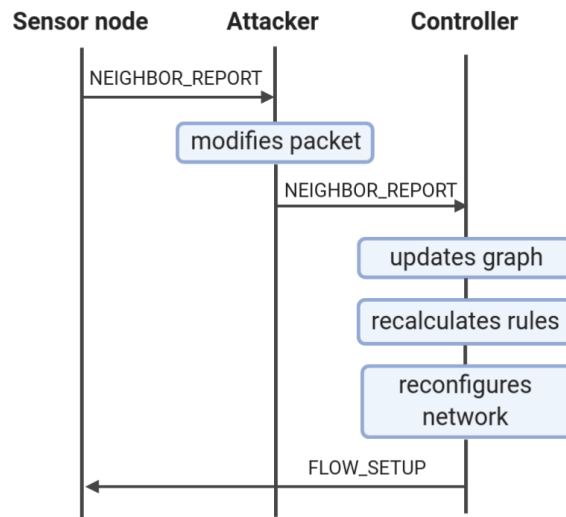 Sensor node Attacker Controller
NEIGHBOR_REPORT
modifies packet
NEIGHBOR_REPORT
updates graph
recalculates rules
reconfigures
network
FLOW_SETUP